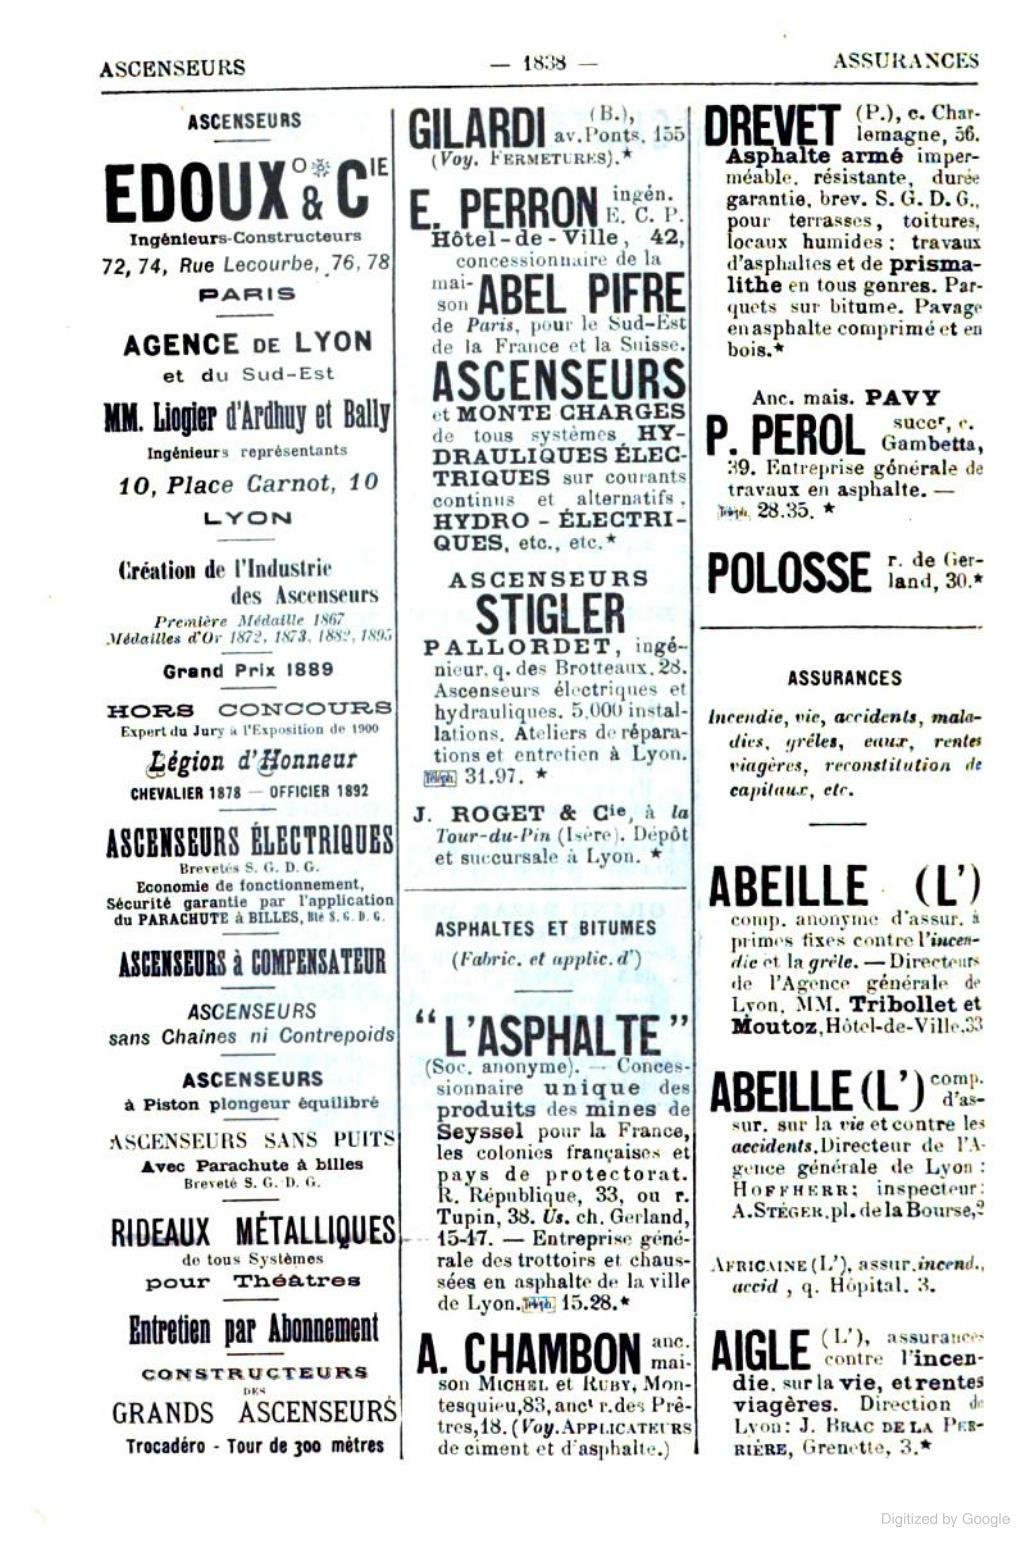 ASCENSEURS — 1838 — ASSURANCES
ASCENSEURS
EDOUX & CIE
Ingénieurs-Constructeurs
72, 74, Rue Lecourbe, 76, 78
PARIS
AGENCE DE LYON
et du Sud-Est
MM. Liogier d'Ardhuy et Bally
Ingénieurs représentants
10, Place Carnot, 10
LYON
Création de l'Industrie
des Ascenseurs
Première Médaille 1867
Médailles d'Or 1872, 1873, 1882, 1895
Grand Prix 1889
HORS CONCOURS
Expert du Jury à l'Exposition de 1900
Légion d'Honneur
CHEVALIER 1878 — OFFICIER 1892
ASCENSEURS ÉLECTRIQUES
Brevetés S. G. D. G.
Economie de fonctionnement,
Sécurité garantie par l'application
du PARACHUTE à BILLES, Bté S. G. D. G.
ASCENSEURS à COMPENSATEUR
ASCENSEURS
sans Chaînes ni Contrepoids
ASCENSEURS
à Piston plongeur équilibré
ASCENSEURS SANS PUITS
Avec Parachute à billes
Breveté S. G. D. G.
RIDEAUX MÉTALLIQUES
de tous Systèmes
pour Théâtres
Entretien par Abonnement
CONSTRUCTEURS
DES
GRANDS ASCENSEURS
Trocadéro - Tour de 300 mètres
GILARDI (B.),
av. Ponts, 155
(Voy. FERMETURES).*
E. PERRON ingén.
E. C. P.
Hôtel-de-Ville, 42,
concessionnaire de la
mai-
son ABEL PIFRE
de Paris, pour le Sud-Est
de la France et la Suisse.
ASCENSEURS
et MONTE CHARGES
de tous systèmes, HY-
DRAULIQUES ÉLEC-
TRIQUES sur courants
continus et alternatifs,
HYDRO - ÉLECTRI-
QUES, etc., etc.*
ASCENSEURS
STIGLER
PALLORDET, ingé-
nieur, q. des Brotteaux, 28.
Ascenseurs électriques et
hydrauliques. 5,000 instal-
lations. Ateliers de répara-
tions et entretien à Lyon.
Téléph. 31.97. *
J. ROGET & Cie, à la
Tour-du-Pin (Isère). Dépôt
et succursale à Lyon. *
ASPHALTES ET BITUMES
(Fabric. et applic. d')
“L'ASPHALTE”
(Soc. anonyme). — Conces-
sionnaire unique des
produits des mines de
Seyssel pour la France,
les colonies françaises et
pays de protectorat.
R. République, 33, ou r.
Tupin, 38. Us. ch. Gerland,
15-17. — Entreprise géné-
rale des trottoirs et chaus-
sées en asphalte de la ville
de Lyon. Téléph. 15.28.*
A. CHAMBON anc.
mai-
son MICHEL et RUBY, Mon-
tesquieu, 83, anct r. des Prê-
tres, 18. (Voy. APPLICATEURS
de ciment et d'asphalte.)
DREVET (P.), c. Char-
lemagne, 56.
Asphalte armé imper-
méable, résistante, durée
garantie, brev. S. G. D. G.,
pour terrasses, toitures,
locaux humides ; travaux
d'asphaltes et de prisma-
lithe en tous genres. Par-
quets sur bitume. Pavage
en asphalte comprimé et en
bois.*
Anc. mais. PAVY
P. PEROL succr, c.
Gambetta,
39. Entreprise générale de
travaux en asphalte. —
Téléph. 28.35. *
POLOSSE r. de Ger-
land, 30.*
ASSURANCES
Incendie, vie, accidents, mala-
dies, grêles, eaux, rentes
viagères, reconstitution de
capitaux, etc.
ABEILLE (L')
comp. anonyme d'assur. à
primes fixes contre l'incen-
die et la grêle. — Directeurs
de l'Agence générale de
Lyon, MM. Tribollet et
Moutoz, Hôtel-de-Ville, 33
ABEILLE (L') comp.
d'as-
sur. sur la vie et contre les
accidents. Directeur de l'A-
gence générale de Lyon :
HOFFHERR ; inspecteur :
A. STÉGER, pl. de la Bourse, 2
AFRICAINE (L'), assur. incend.,
accid , q. Hôpital. 3.
AIGLE (L'), assurances
contre l'incen-
die, sur la vie, et rentes
viagères. Direction de
Lyon : J. BRAC DE LA PER-
RIÈRE, Grenette, 3.*
Digitized by Google